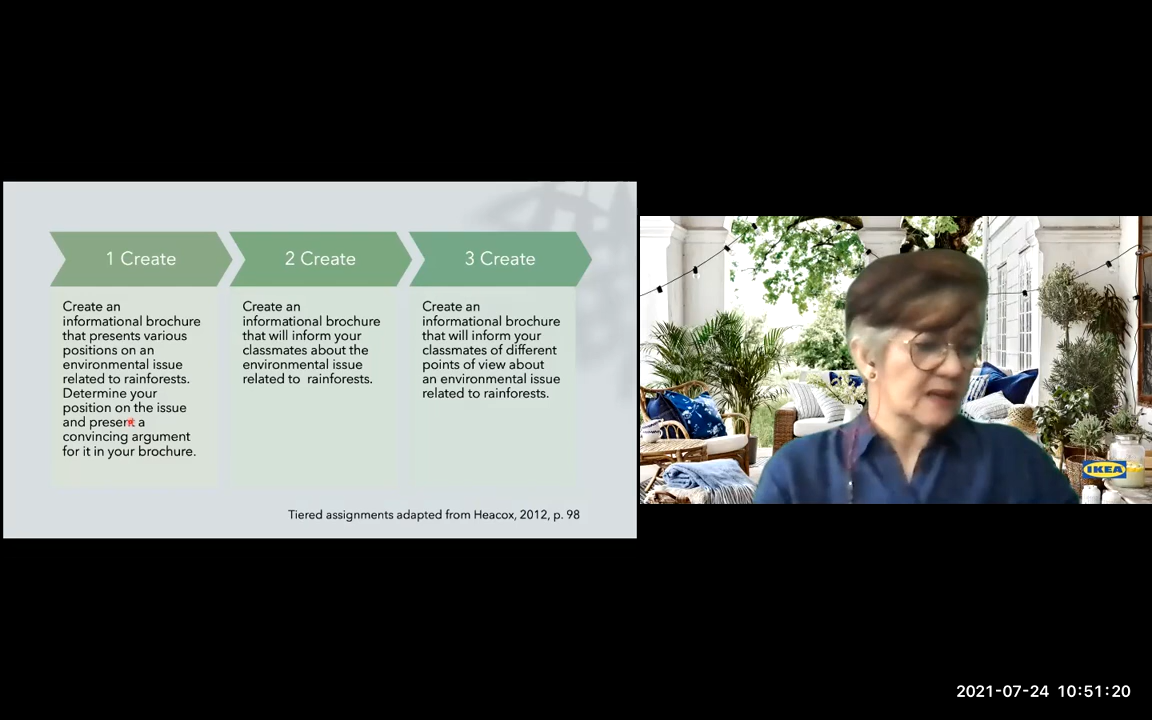 1 Create
Create an
informational brochure
that presents various
positions on an
environmental issue
related to rainforests.
Determine your
position on the issue
and present a
convincing argument
for it in your brochure.
2 Create
Create an
informational brochure
that will inform your
classmates about the
environmental issue
related to rainforests.
3 Create
Create an
informational brochure
that will inform your
classmates of different
points of view about
an environmental issue
related to rainforests.
Tiered assignments adapted from Heacox, 2012, p. 98
IKEA
2021-07-24 10:51:20